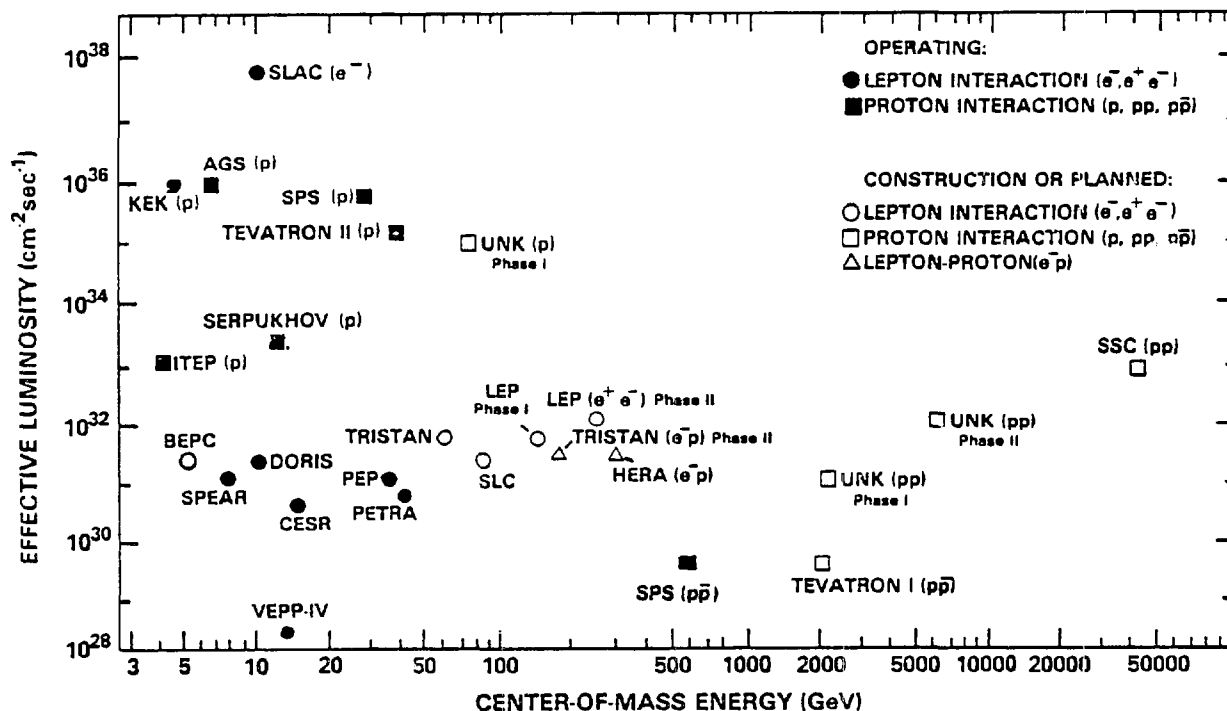 OPERATING:
LEPTON INTERACTION (e⁻, e⁺ e⁻)
PROTON INTERACTION (p, pp, pp̄)
CONSTRUCTION OR PLANNED:
LEPTON INTERACTION (e⁻, e⁺ e⁻)
PROTON INTERACTION (p, pp, pp̄)
LEPTON-PROTON(e⁻p)
EFFECTIVE LUMINOSITY (cm⁻²sec⁻¹)
10³⁸
10³⁶
10³⁴
10³²
10³⁰
10²⁸
SLAC (e⁻)
AGS (p)
KEK (p)
SPS (p)
TEVATRON II (p)
UNK (p)
Phase I
SERPUKHOV (p)
ITEP (p)
SSC (pp)
LEP
Phase I
LEP (e⁺ e⁻) Phase II
UNK (pp)
Phase II
BEPC
TRISTAN
TRISTAN (e⁻p) Phase II
DORIS
PEP
SLC
HERA (e⁻p)
SPEAR
UNK (pp)
Phase I
CESR
PETRA
SPS (pp̄)
TEVATRON I (pp̄)
VEPP-IV
3 5 10 20 50 100 200 500 1000 2000 5000 10000 20000 50000
CENTER-OF-MASS ENERGY (GeV)